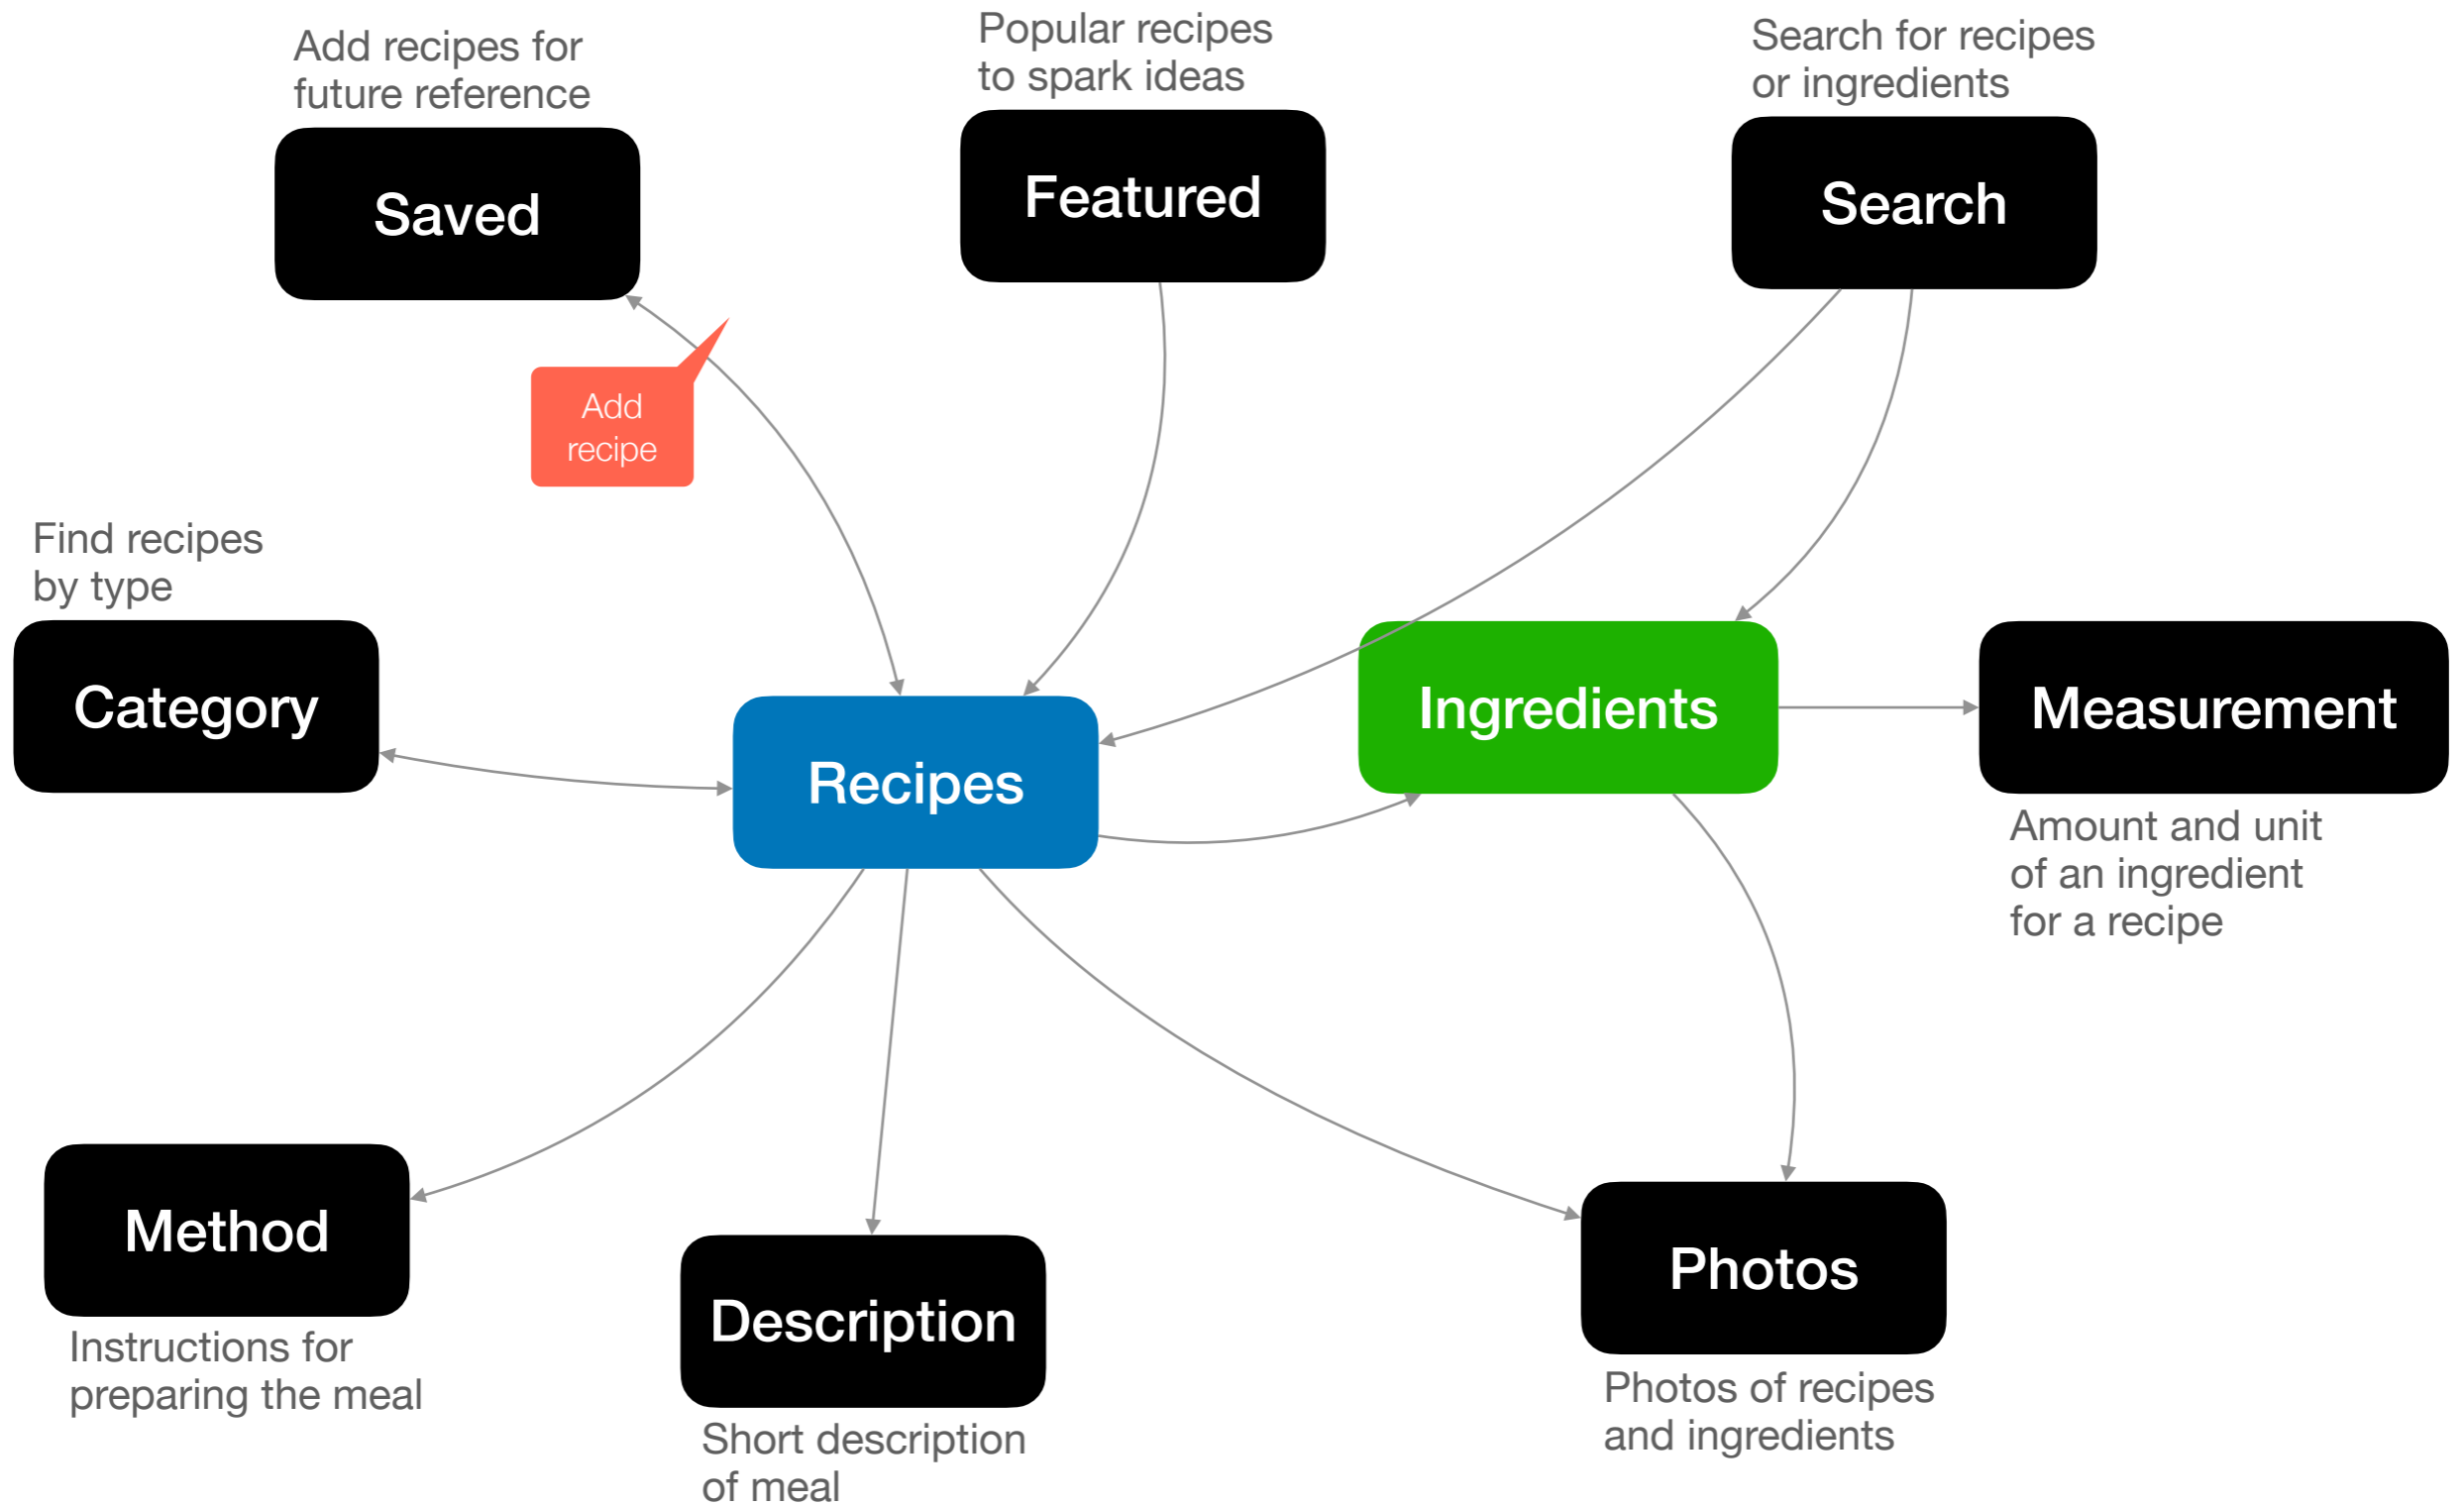 Add recipes for
future reference
Saved
Popular recipes
to spark ideas
Featured
Search for recipes
or ingredients
Search
Add
recipe
Find recipes
by type
Category
Recipes
Ingredients
Measurement
Amount and unit
of an ingredient
for a recipe
Method
Instructions for
preparing the meal
Description
Short description
of meal
Photos
Photos of recipes
and ingredients